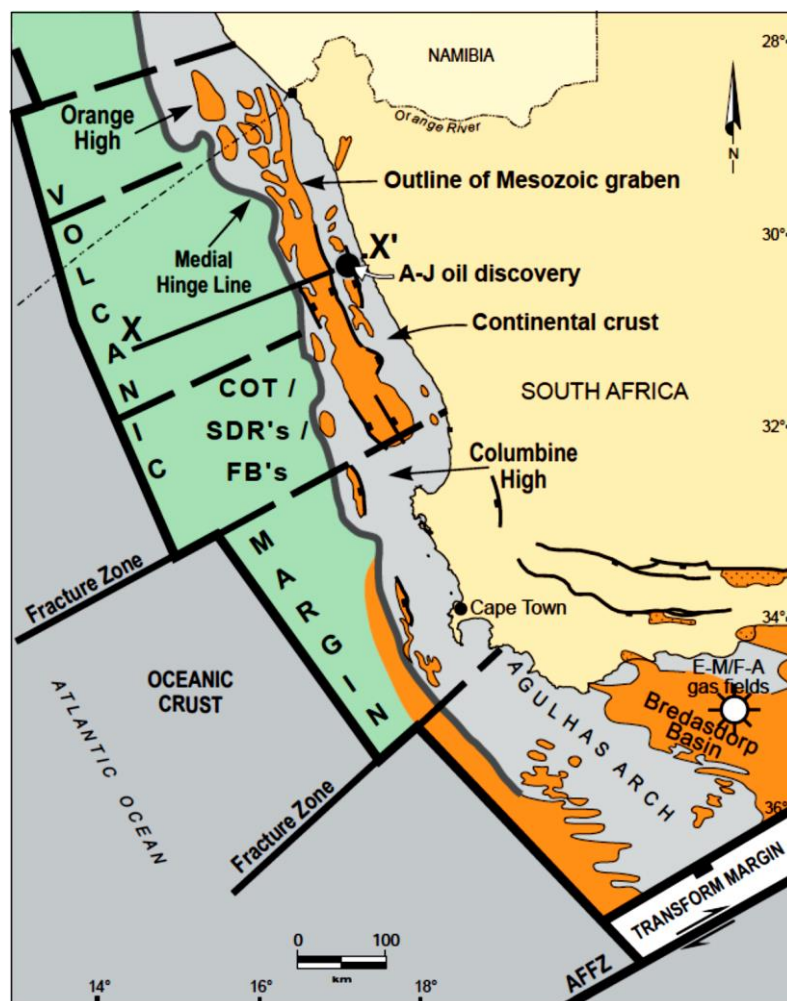 NAMIBIA
28°
N
Orange River
Orange
High
Outline of Mesozoic graben
VOLCANIC
Medial
Hinge Line
X'
30°
A-J oil discovery
X
Continental crust
COT /
SDR's /
FB's
SOUTH AFRICA
32°
Columbine
High
MARGIN
Fracture Zone
Cape Town
34°
OCEANIC
CRUST
ATLANTIC OCEAN
AGULHAS ARCH
E-M/F-A
gas fields
Bredasdorp
Basin
Fracture Zone
36°
TRANSFORM MARGIN
AFFZ
0 100
km
14° 16° 18°